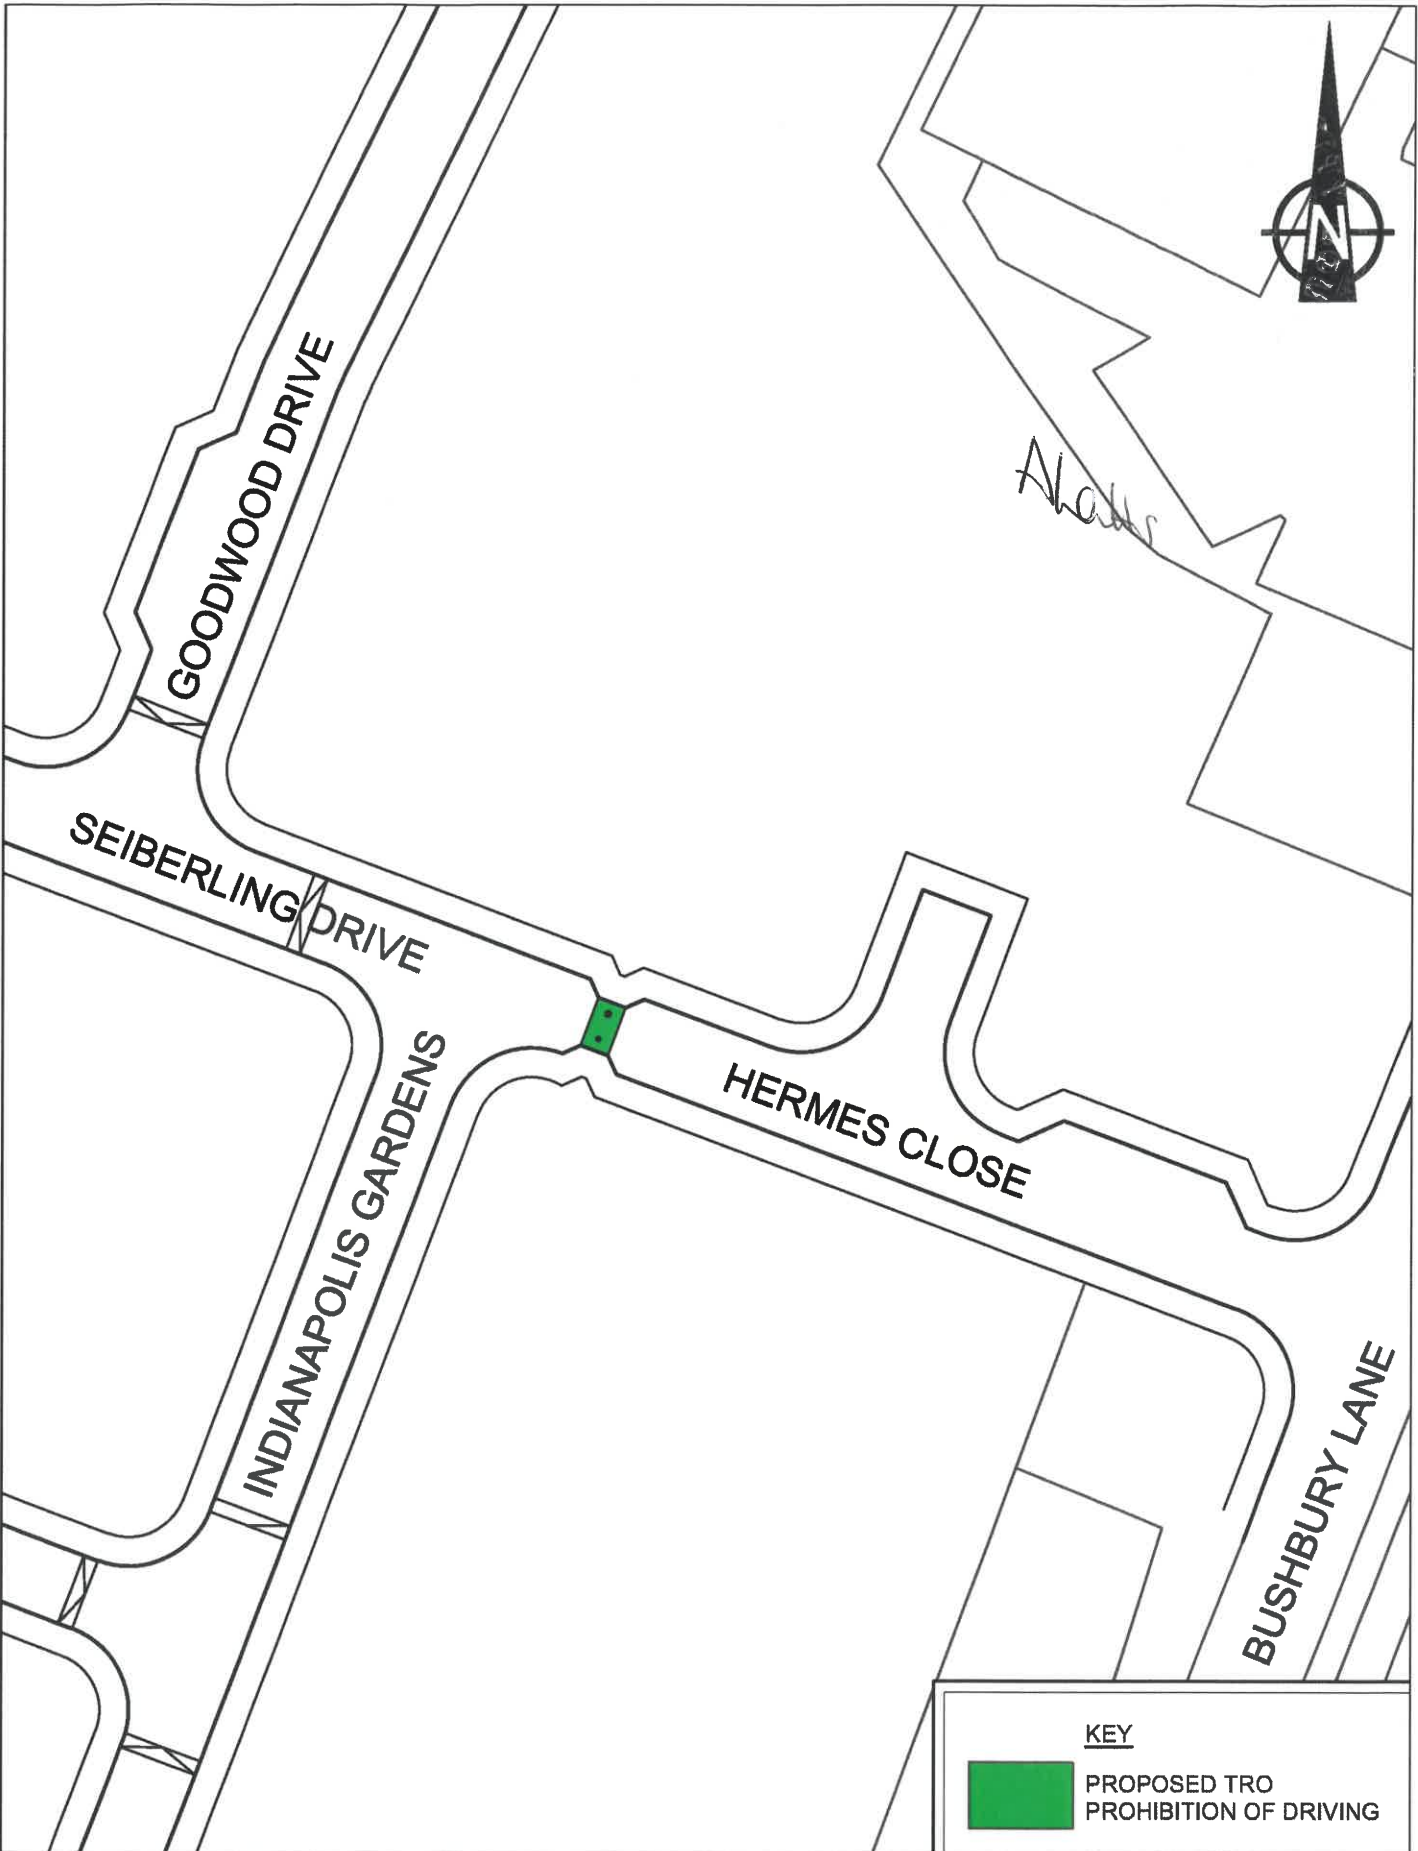 N
GOODWOOD DRIVE
SEIBERLING DRIVE
INDIANAPOLIS GARDENS
HERMES CLOSE
BUSHBURY LANE
KEY
PROPOSED TRO
PROHIBITION OF DRIVING